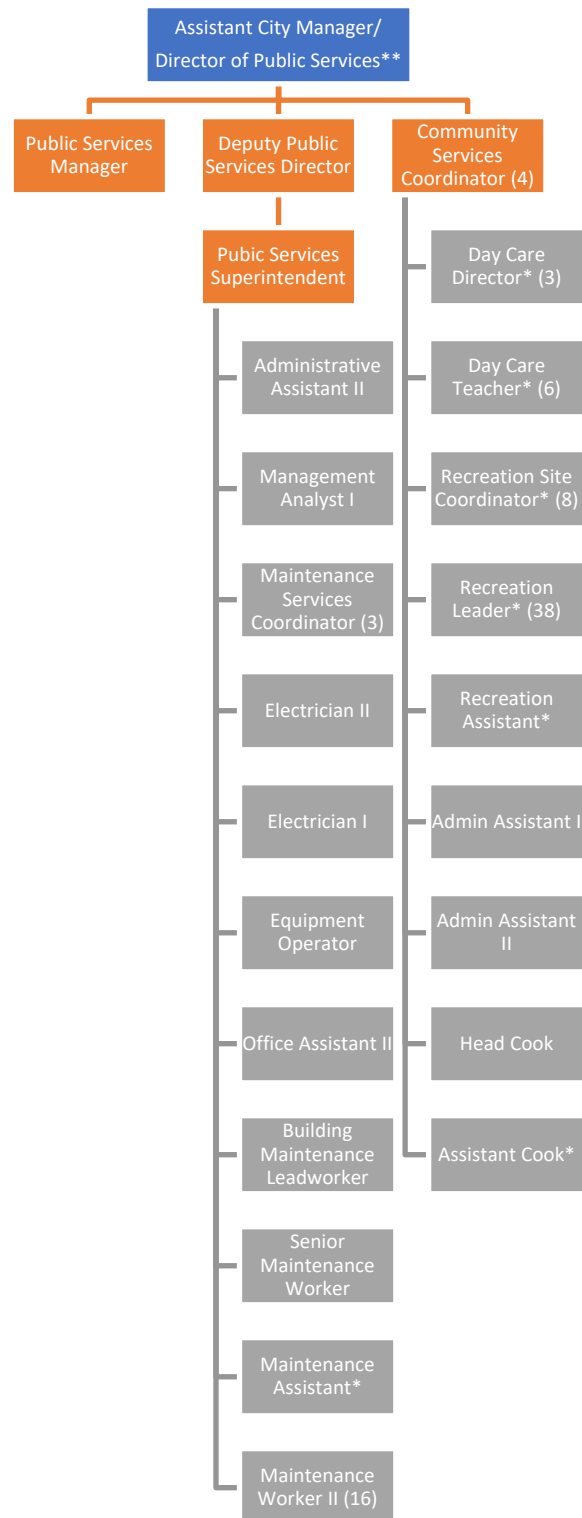 Assistant City Manager/
Director of Public Services**
Public Services
Manager
Deputy Public
Services Director
Community
Services
Coordinator (4)
Pubic Services
Superintendent
Administrative
Assistant II
Management
Analyst I
Maintenance
Services
Coordinator (3)
Electrician II
Electrician I
Equipment
Operator
Office Assistant II
Building
Maintenance
Leadworker
Senior
Maintenance
Worker
Maintenance
Assistant*
Maintenance
Worker II (16)
Day Care
Director* (3)
Day Care
Teacher* (6)
Recreation Site
Coordinator* (8)
Recreation
Leader* (38)
Recreation
Assistant*
Admin Assistant I
Admin Assistant
II
Head Cook
Assistant Cook*